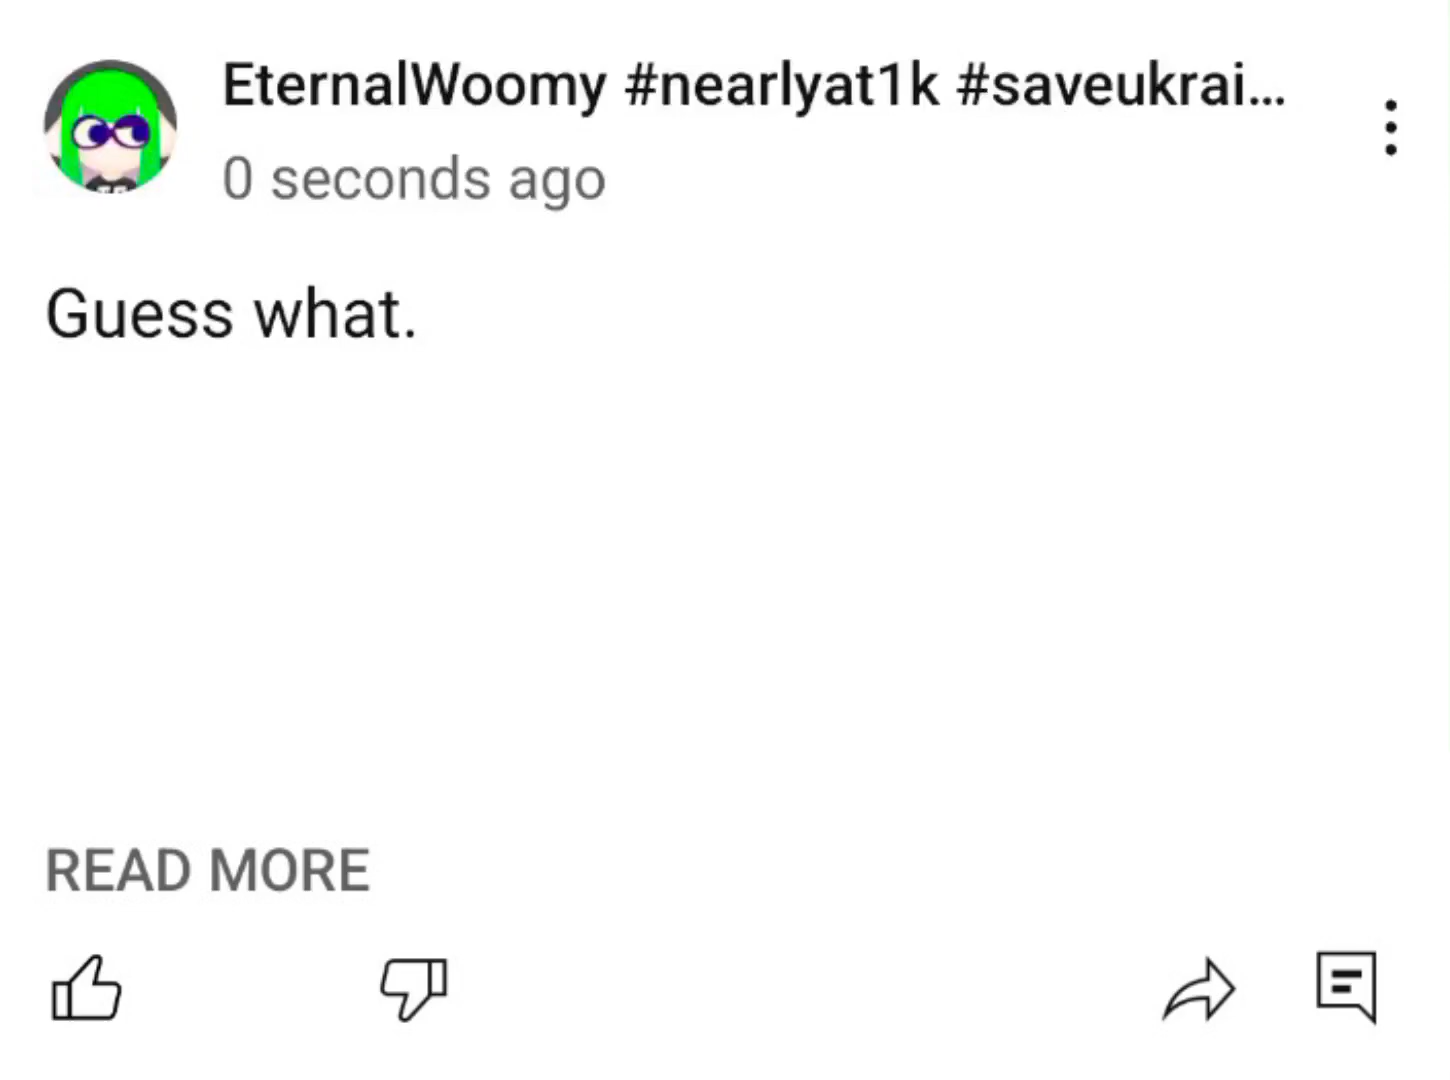 EternalWoomy #nearlyat1k #saveukrai...
0 seconds ago
Guess what.
READ MORE